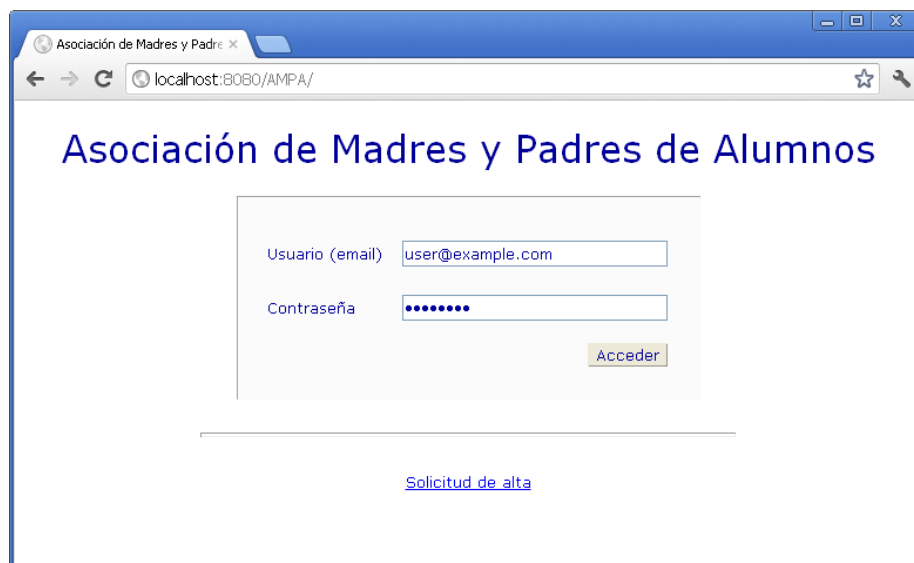 Asociación de Madres y Padre
localhost:8080/AMPA/
Asociación de Madres y Padres de Alumnos
Usuario (email) user@example.com
Contraseña ••••••••
Acceder
Solicitud de alta